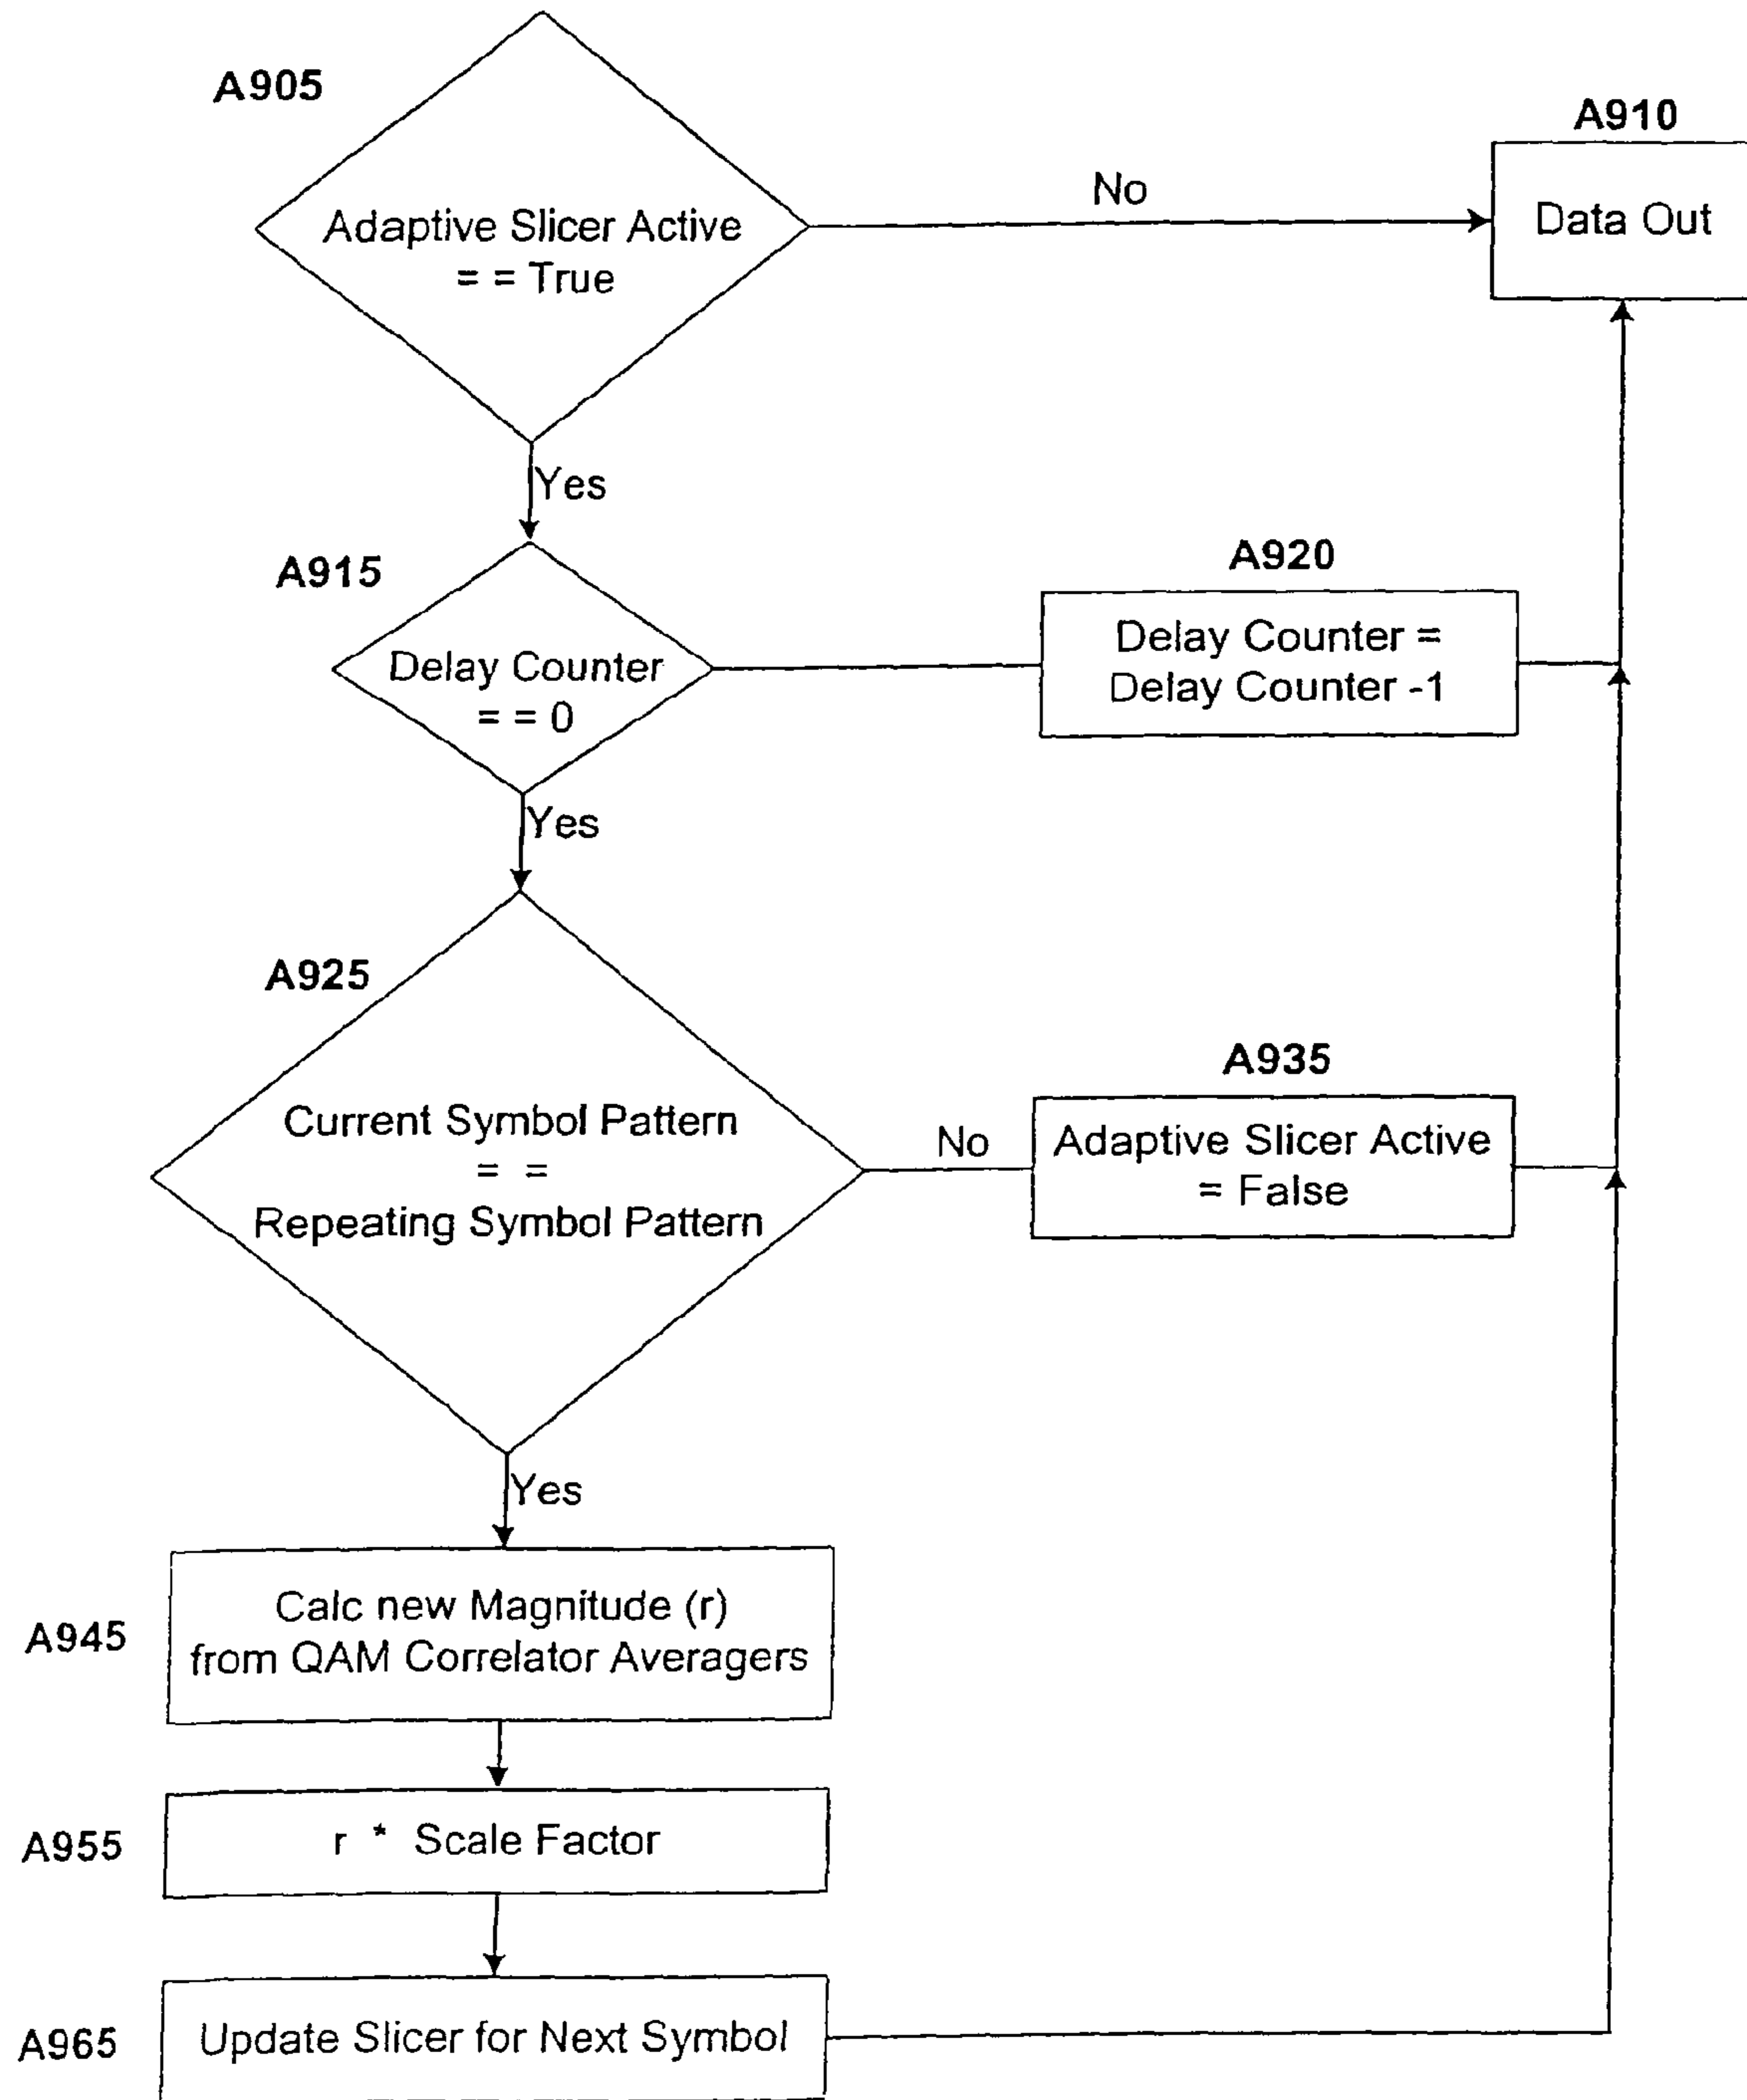 A905
Adaptive Slicer Active
= = True
No
A910
Data Out
Yes
A915
Delay Counter
= = 0
A920
Delay Counter =
Delay Counter -1
Yes
A925
Current Symbol Pattern
= =
Repeating Symbol Pattern
No
A935
Adaptive Slicer Active
= False
Yes
A945
Calc new Magnitude (r)
from QAM Correlator Averagers
A955
r * Scale Factor
A965
Update Slicer for Next Symbol